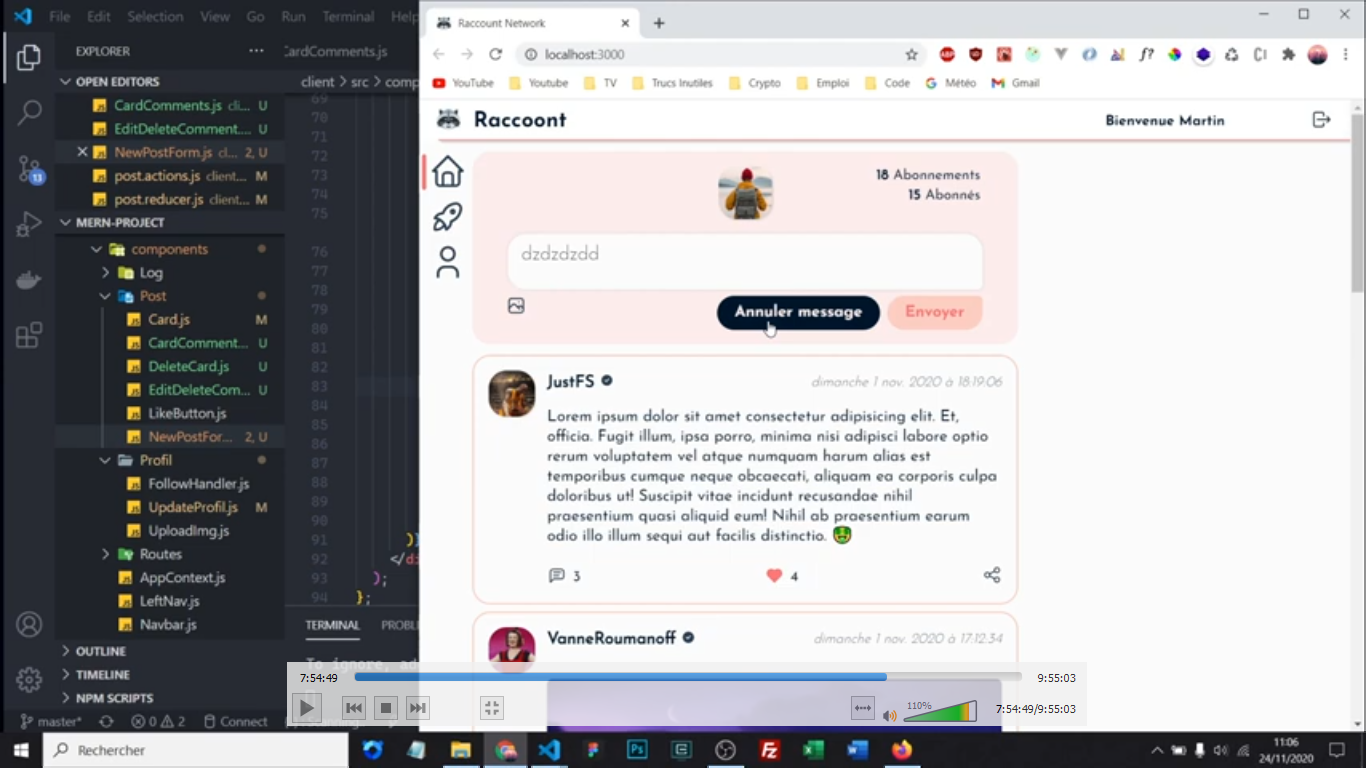 File Edit Selection View Go Run Terminal Help
Raccount Network
localhost:3000
YouTube Youtube TV Trucs Inutiles Crypto Emploi Code Météo Gmail
EXPLORER
OPEN EDITORS
CardComments.js cli... U
EditDeleteComment.... U
NewPostForm.js cl... 2, U
post.actions.js client... M
post.reducer.js client... M
MERN-PROJECT
components
Log
Post
Card.js M
CardComment... U
DeleteCard.js U
EditDeleteCom... U
LikeButton.js
NewPostFor... 2, U
Profil
FollowHandler.js
UpdateProfil.js M
UploadImg.js
Routes
AppContext.js
LeftNav.js
Navbar.js
OUTLINE
TIMELINE
NPM SCRIPTS
CardComments.js
client > src > comp
69
70
71
72
73
74
75
76
77
78
79
80
81
82
83
84
85
86
87
88
89
90
91 )}
92 </di
93 );
94 };
TERMINAL PROBL
To ignore, ad
Raccoont
Bienvenue Martin
18 Abonnements
15 Abonnés
dzdzdzdd
Annuler message
Envoyer
JustFS
dimanche 1 nov. 2020 à 18:19:06
Lorem ipsum dolor sit amet consectetur adipisicing elit. Et,
officia. Fugit illum, ipsa porro, minima nisi adipisci labore optio
rerum voluptatem vel atque numquam harum alias est
temporibus cumque neque obcaecati, aliquam ea corporis culpa
doloribus ut! Suscipit vitae incidunt recusandae nihil
praesentium quasi aliquid eum! Nihil ab praesentium earum
odio illo illum sequi aut facilis distinctio.
3
4
VanneRoumanoff
dimanche 1 nov. 2020 à 17:12:34
7:54:49
9:55:03
110%
7:54:49/9:55:03
master* 0 2 Connect
Rechercher
11:06
24/11/2020